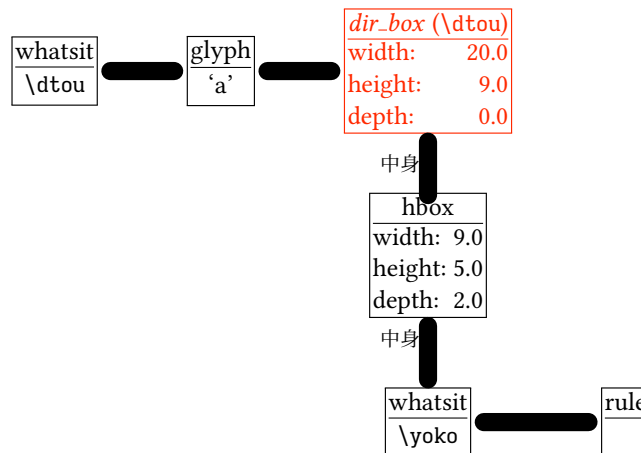 whatsit
\dtou
glyph
‘a’
dir_box (\dtou)
width: 20.0
height: 9.0
depth: 0.0
中身
hbox
width: 9.0
height: 5.0
depth: 2.0
中身
whatsit
\yoko
rule